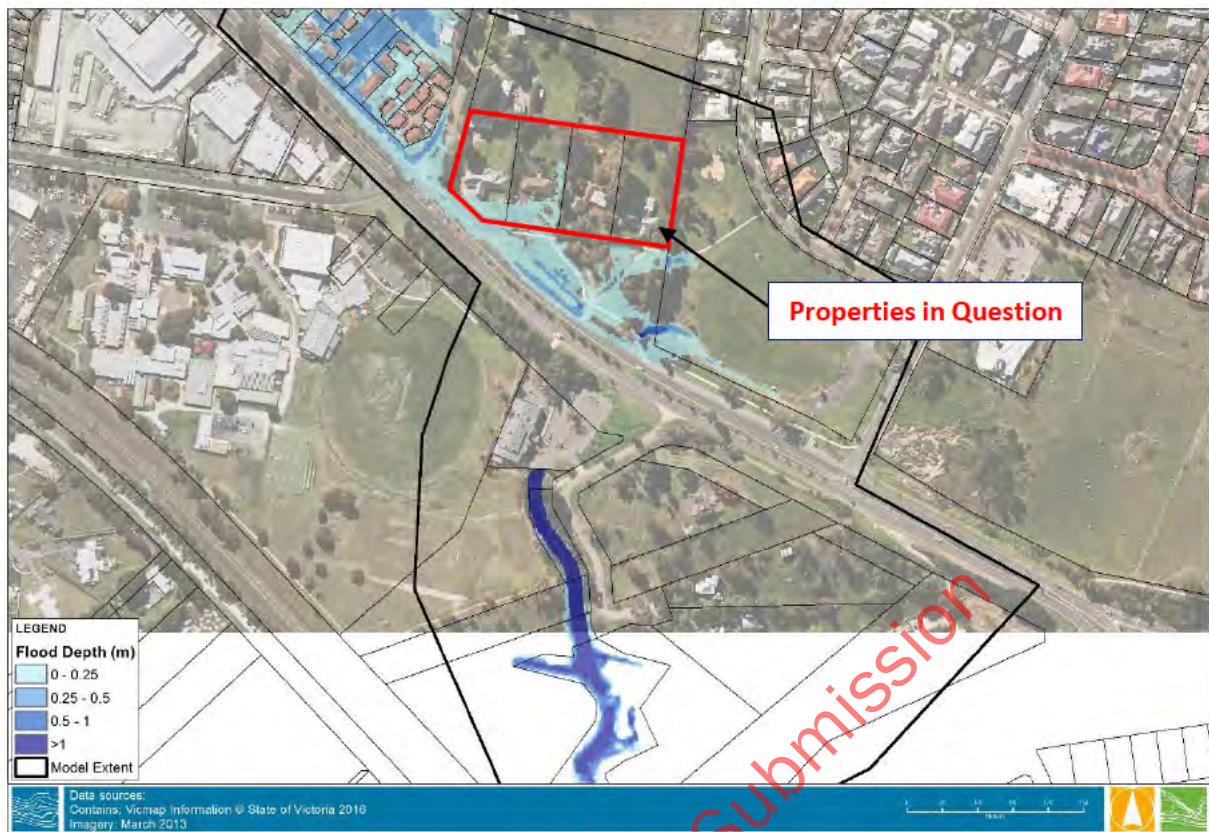 Properties in Question
Submission
LEGEND
Flood Depth (m)
0 - 0.25
0.25 - 0.5
0.5 - 1
>1
Model Extent
Data sources:
Contains: Vicmap Information © State of Victoria 2016
Imagery: March 2013